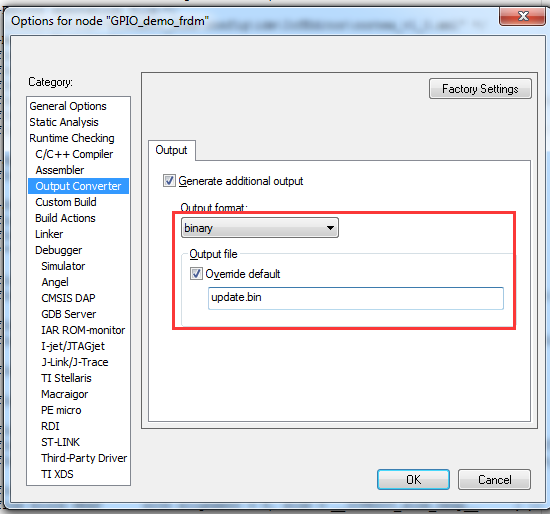 Options for node "GPIO_demo_frdm"
Category:
General Options
Static Analysis
Runtime Checking
C/C++ Compiler
Assembler
Output Converter
Custom Build
Build Actions
Linker
Debugger
Simulator
Angel
CMSIS DAP
GDB Server
IAR ROM-monitor
I-jet/JTAGjet
J-Link/J-Trace
TI Stellaris
Macraigor
PE micro
RDI
ST-LINK
Third-Party Driver
TI XDS
Factory Settings
Output
Generate additional output
Output format:
binary
Output file
Override default
update.bin
OK
Cancel